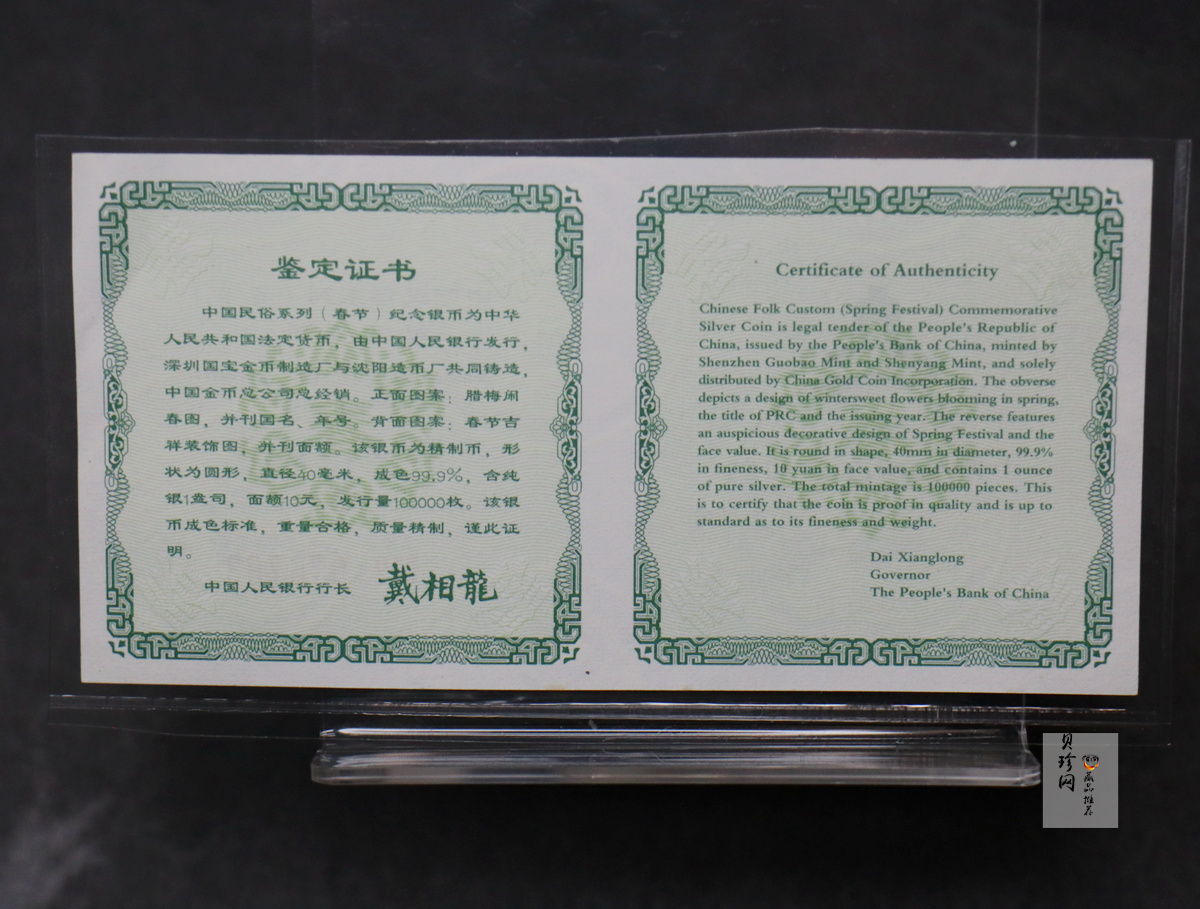 鉴定证书
中国民俗系列（春节）纪念银币为中华
人民共和国法定货币，由中国人民银行发行，
深圳国宝金币制造厂与沈阳造币厂共同铸造，
中国金币总公司总经销。正面图案：腊梅闹
春图，并刊国名、年号。背面图案：春节吉
祥装饰图，并刊面额。该银币为精制币，形
状为圆形，直径40毫米，成色99.9%，含纯
银1盎司，面额10元，发行量100000枚。该银
币成色标准，重量合格，质量精制，谨此证
明。
中国人民银行行长 戴相龍
Certificate of Authenticity
Chinese Folk Custom (Spring Festival) Commemorative
Silver Coin is legal tender of the People's Republic of
China, issued by the People's Bank of China, minted by
Shenzhen Guobao Mint and Shenyang Mint, and solely
distributed by China Gold Coin Incorporation. The obverse
depicts a design of wintersweet flowers blooming in spring,
the title of PRC and the issuing year. The reverse features
an auspicious decorative design of Spring Festival and the
face value. It is round in shape, 40mm in diameter, 99.9%
in fineness, 10 yuan in face value, and contains 1 ounce
of pure silver. The total mintage is 100000 pieces. This
is to certify that the coin is proof in quality and is up to
standard as to its fineness and weight.
Dai Xianglong
Governor
The People's Bank of China
贝珍网
藏品推荐